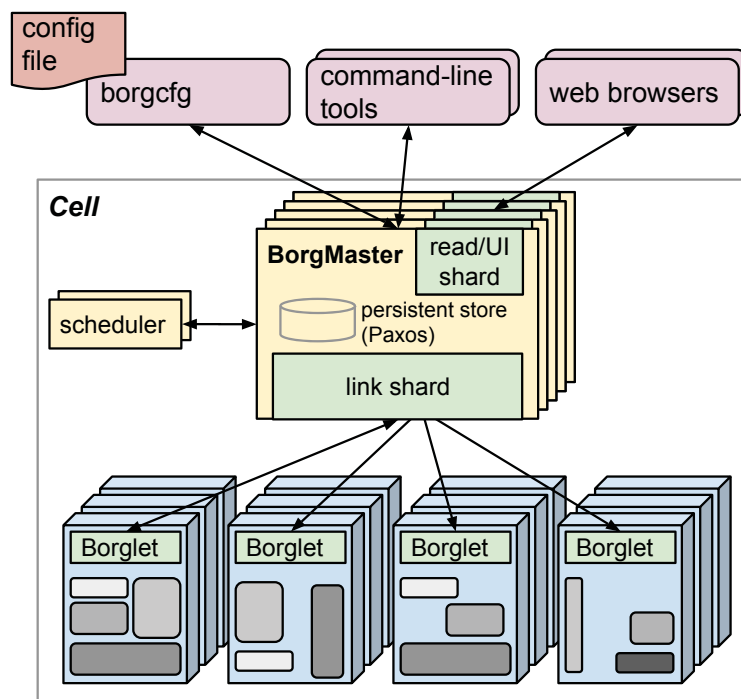 config
file
borgcfg
command-line
tools
web browsers
Cell
BorgMaster
read/UI
shard
scheduler
persistent store
(Paxos)
link shard
Borglet
Borglet
Borglet
Borglet